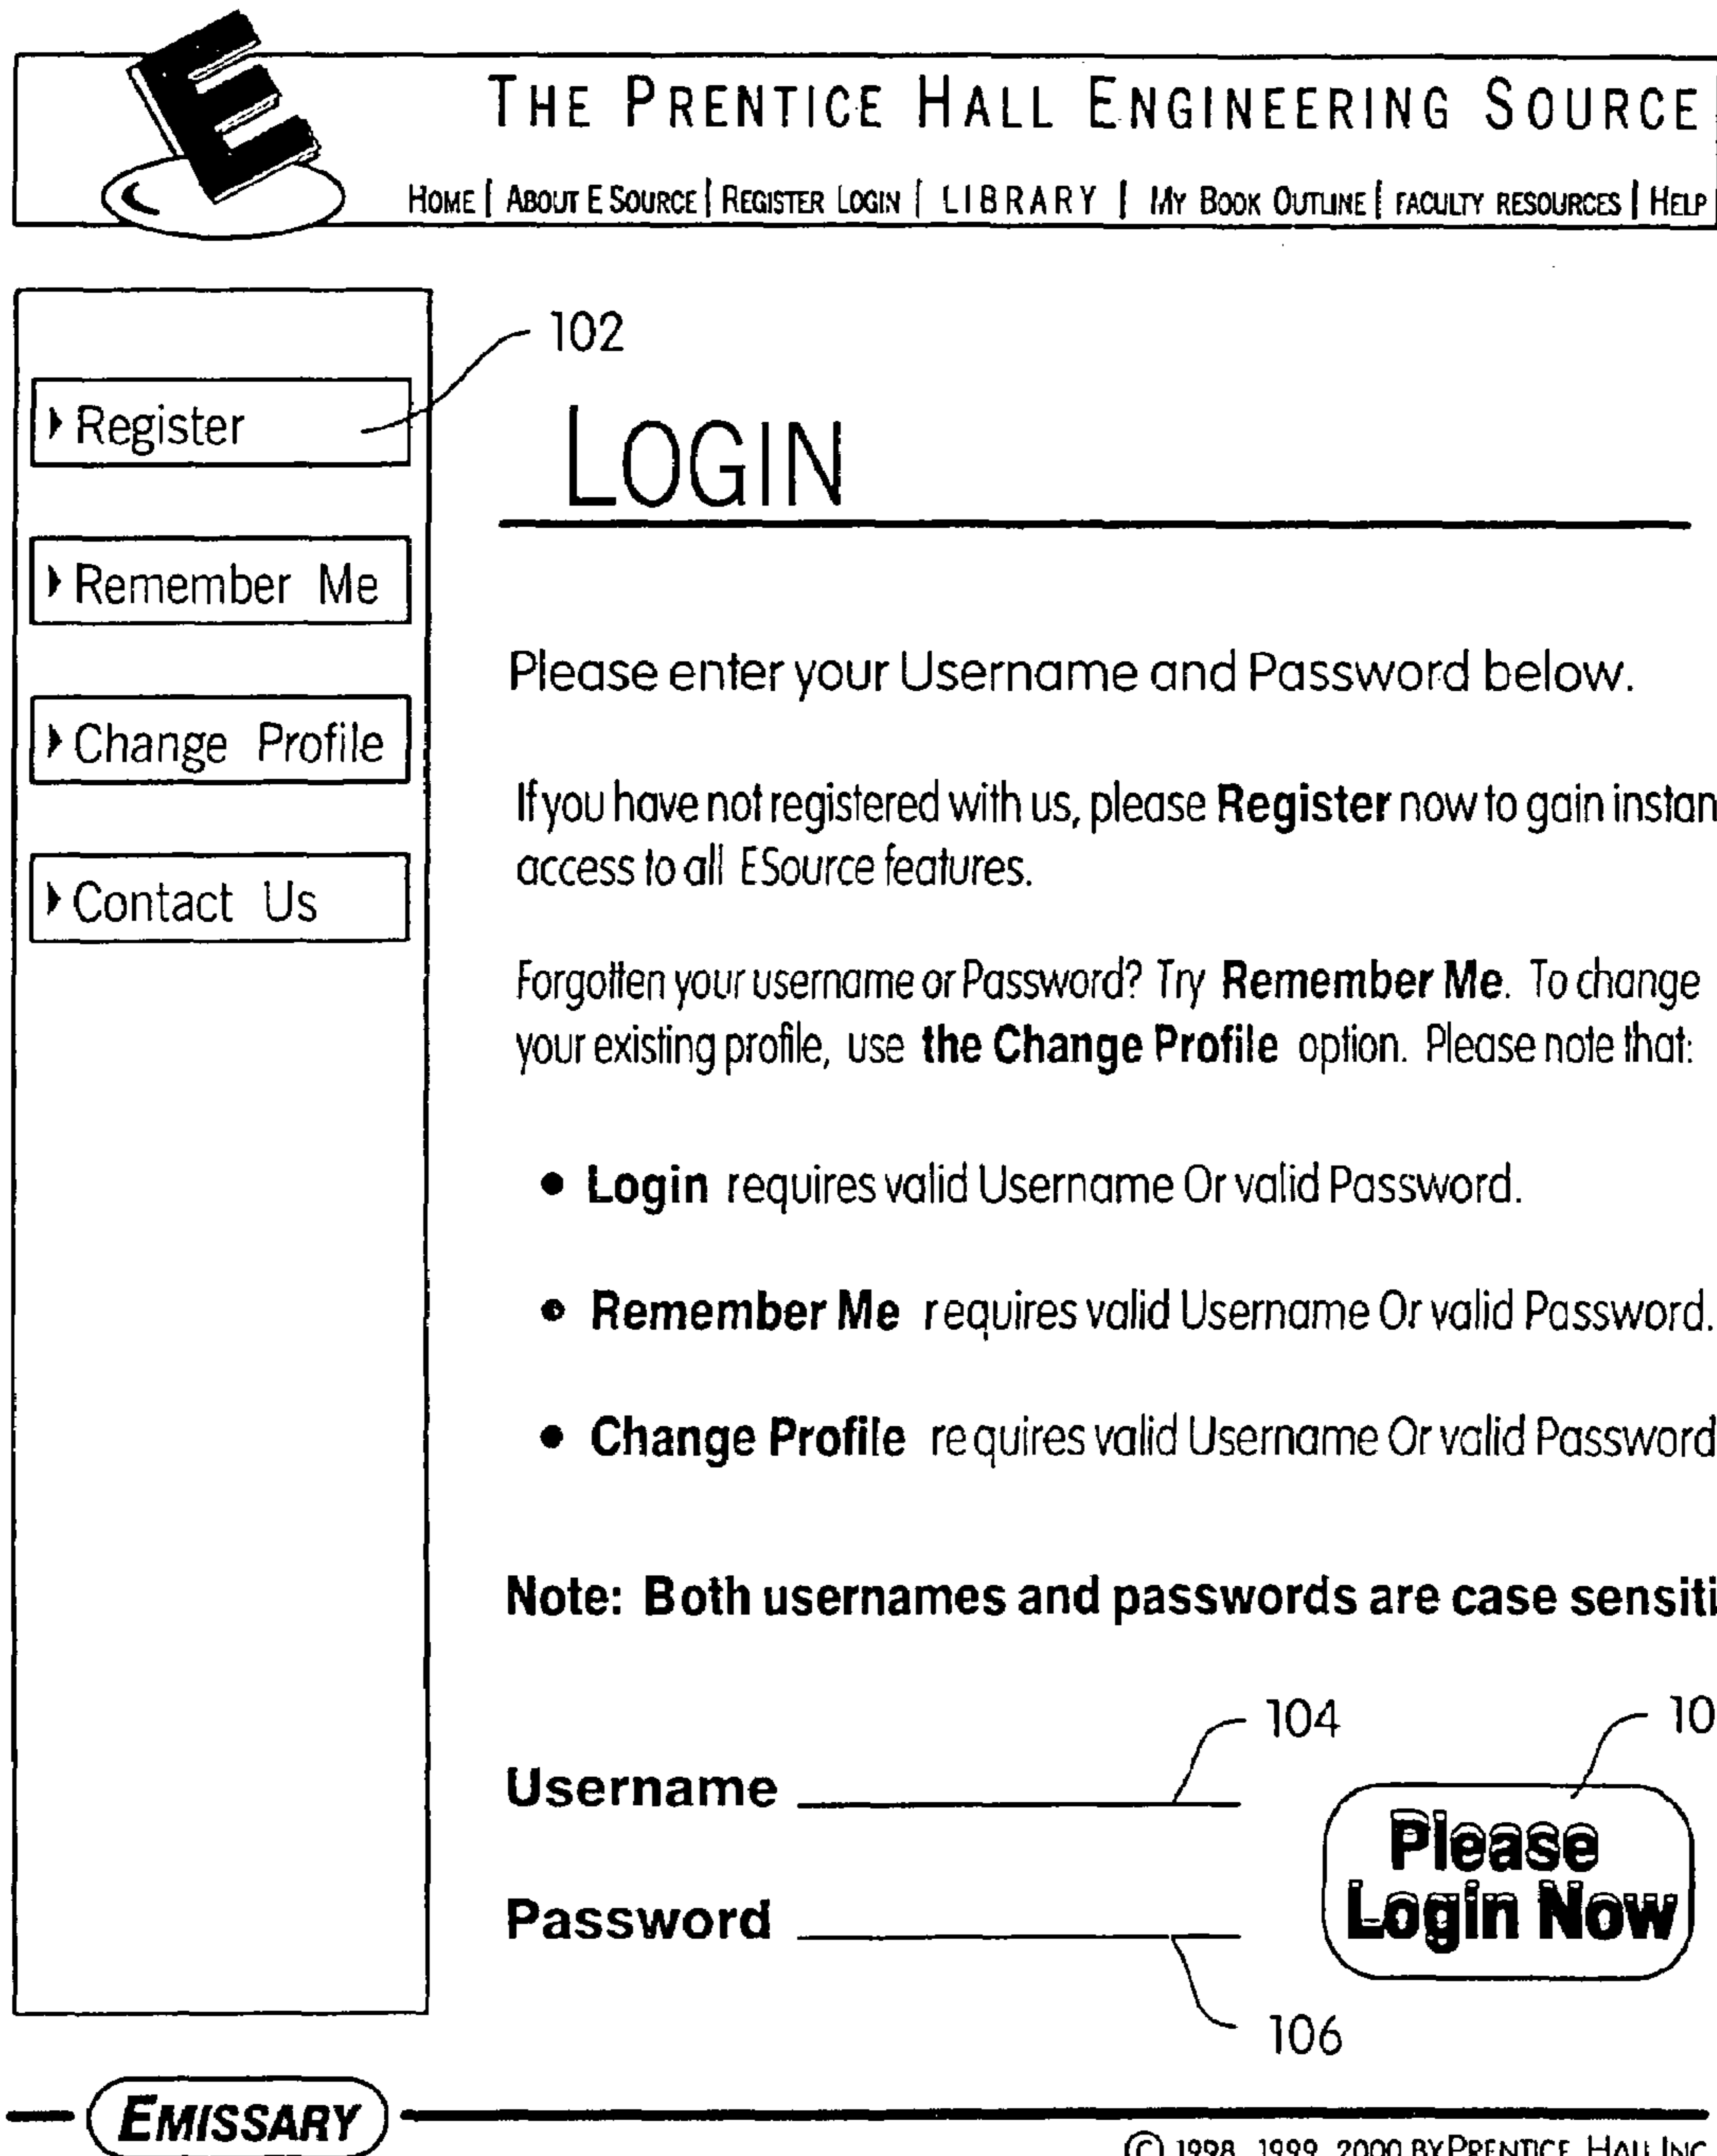 THE PRENTICE HALL ENGINEERING SOURCE
HOME | ABOUT E SOURCE | REGISTER LOGIN | LIBRARY | MY BOOK OUTLINE | FACULTY RESOURCES | HELP
102
Register
LOGIN
Remember Me
Please enter your Username and Password below.
Change Profile
If you have not registered with us, please Register now to gain instan
access to all ESource features.
Contact Us
Forgotten your username or Password? Try Remember Me. To change
your existing profile, use the Change Profile option. Please note that:
• Login requires valid Username Or valid Password.
• Remember Me requires valid Username Or valid Password.
• Change Profile requires valid Username Or valid Password
Note: Both usernames and passwords are case sensiti
104
10
Username
Please
Login Now
Password
106
EMISSARY
© 1998, 1999, 2000 BY PRENTICE HALL INC